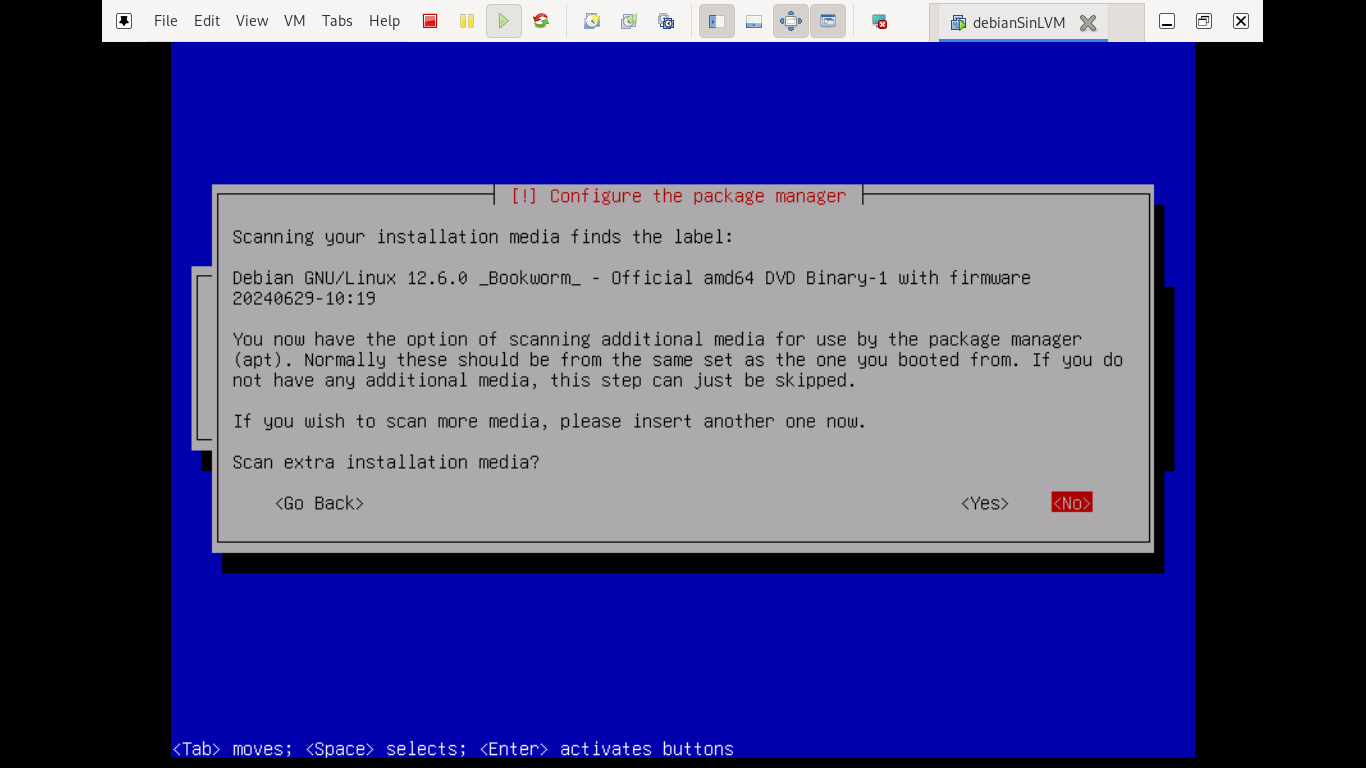 File Edit View VM Tabs Help debianSinLVM
[!] Configure the package manager
Scanning your installation media finds the label:
Debian GNU/Linux 12.6.0 _Bookworm_ - Official amd64 DVD Binary-1 with firmware
20240629-10:19
You now have the option of scanning additional media for use by the package manager
(apt). Normally these should be from the same set as the one you booted from. If you do
not have any additional media, this step can just be skipped.
If you wish to scan more media, please insert another one now.
Scan extra installation media?
<Go Back> <Yes> <No>
<Tab> moves; <Space> selects; <Enter> activates buttons